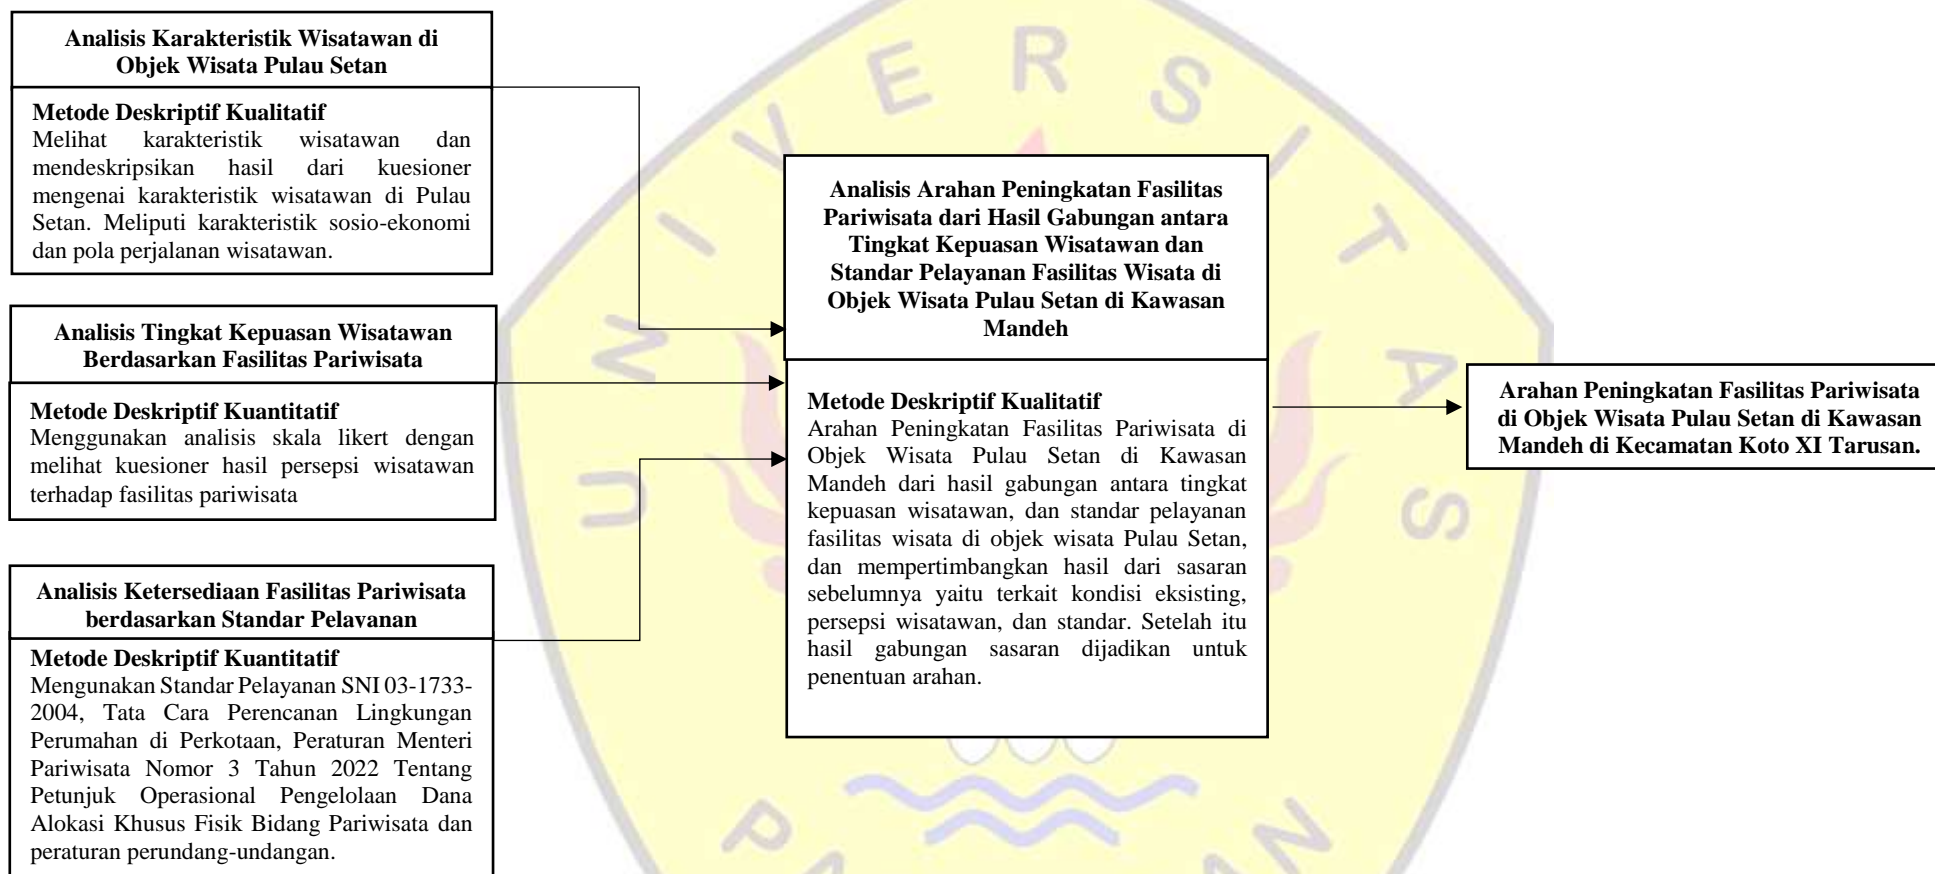 Analisis Karakteristik Wisatawan di
Objek Wisata Pulau Setan
Metode Deskriptif Kualitatif
Melihat karakteristik wisatawan dan
mendeskripsikan hasil dari kuesioner
mengenai karakteristik wisatawan di Pulau
Setan. Meliputi karakteristik sosio-ekonomi
dan pola perjalanan wisatawan.
Analisis Tingkat Kepuasan Wisatawan
Berdasarkan Fasilitas Pariwisata
Metode Deskriptif Kuantitatif
Menggunakan analisis skala likert dengan
melihat kuesioner hasil persepsi wisatawan
terhadap fasilitas pariwisata
Analisis Ketersediaan Fasilitas Pariwisata
berdasarkan Standar Pelayanan
Metode Deskriptif Kuantitatif
Mengunakan Standar Pelayanan SNI 03-1733-
2004, Tata Cara Perencanan Lingkungan
Perumahan di Perkotaan, Peraturan Menteri
Pariwisata Nomor 3 Tahun 2022 Tentang
Petunjuk Operasional Pengelolaan Dana
Alokasi Khusus Fisik Bidang Pariwisata dan
peraturan perundang-undangan.
Analisis Arahan Peningkatan Fasilitas
Pariwisata dari Hasil Gabungan antara
Tingkat Kepuasan Wisatawan dan
Standar Pelayanan Fasilitas Wisata di
Objek Wisata Pulau Setan di Kawasan
Mandeh
Metode Deskriptif Kualitatif
Arahan Peningkatan Fasilitas Pariwisata di
Objek Wisata Pulau Setan di Kawasan
Mandeh dari hasil gabungan antara tingkat
kepuasan wisatawan, dan standar pelayanan
fasilitas wisata di objek wisata Pulau Setan,
dan mempertimbangkan hasil dari sasaran
sebelumnya yaitu terkait kondisi eksisting,
persepsi wisatawan, dan standar. Setelah itu
hasil gabungan sasaran dijadikan untuk
penentuan arahan.
Arahan Peningkatan Fasilitas Pariwisata
di Objek Wisata Pulau Setan di Kawasan
Mandeh di Kecamatan Koto XI Tarusan.
UNIVERSITAS